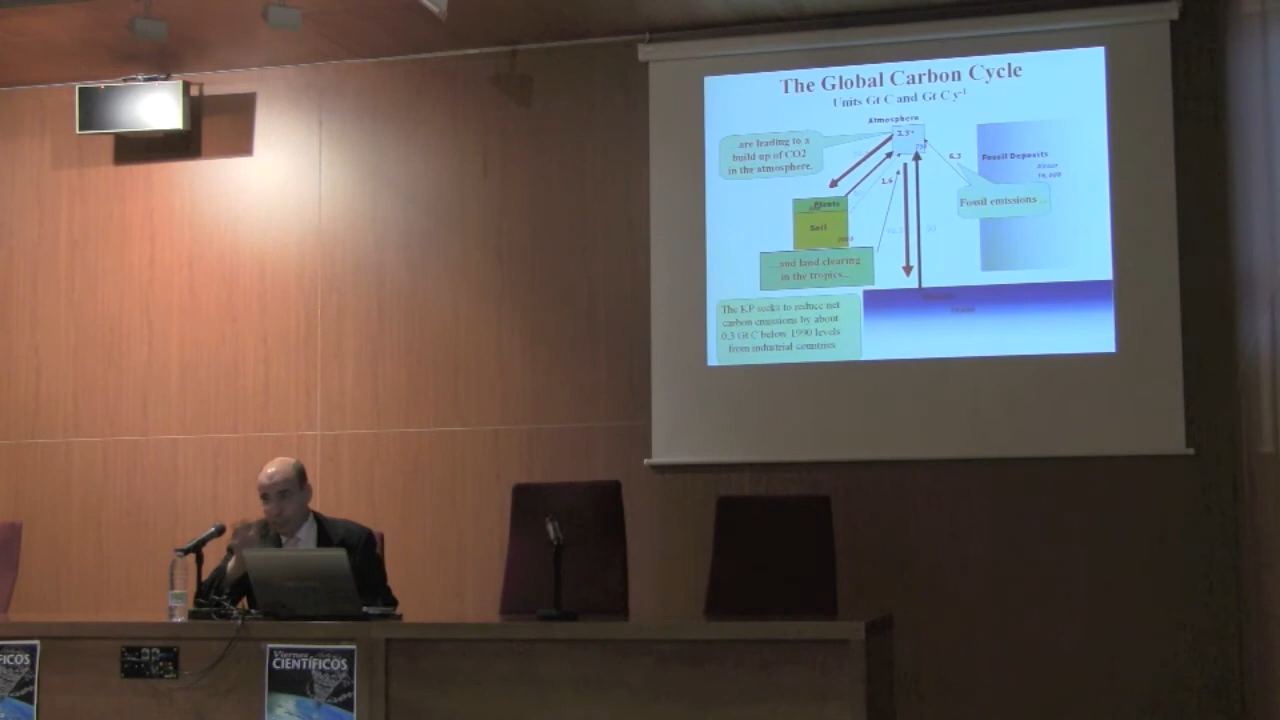 The Global Carbon Cycle
Units Gt C and Gt C y-1
Atmosphere
...are leading to a
build up of CO2
in the atmosphere.
6.3
Fossil Deposits
About
Fossil emissions ...
1.6
Plants
Soil
...and land clearing
in the tropics...
The KP seeks to reduce net
carbon emissions by about
0.3 Gt C below 1990 levels
from industrial countries
FICOS
Viernes
CIENTÍFICOS